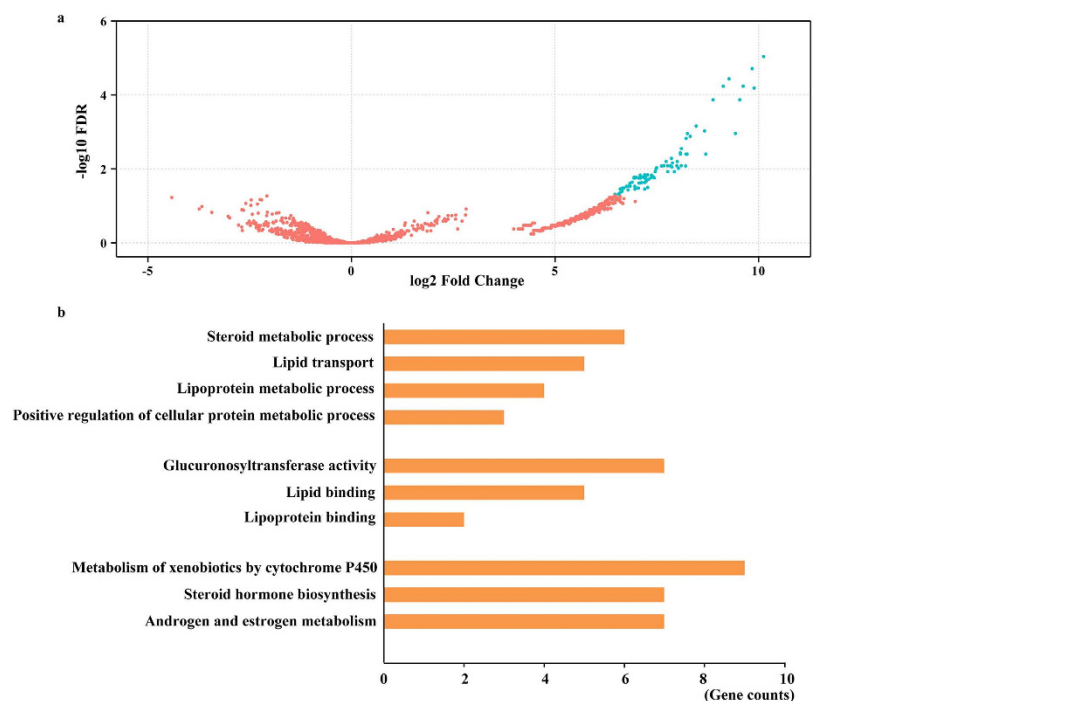 a
6
4
2
0
-log10 FDR
-5
0
5
10
log2 Fold Change
b
Steroid metabolic process
Lipid transport
Lipoprotein metabolic process
Positive regulation of cellular protein metabolic process
Glucuronosyltransferase activity
Lipid binding
Lipoprotein binding
Metabolism of xenobiotics by cytochrome P450
Steroid hormone biosynthesis
Androgen and estrogen metabolism
0 2 4 6 8 10
(Gene counts)